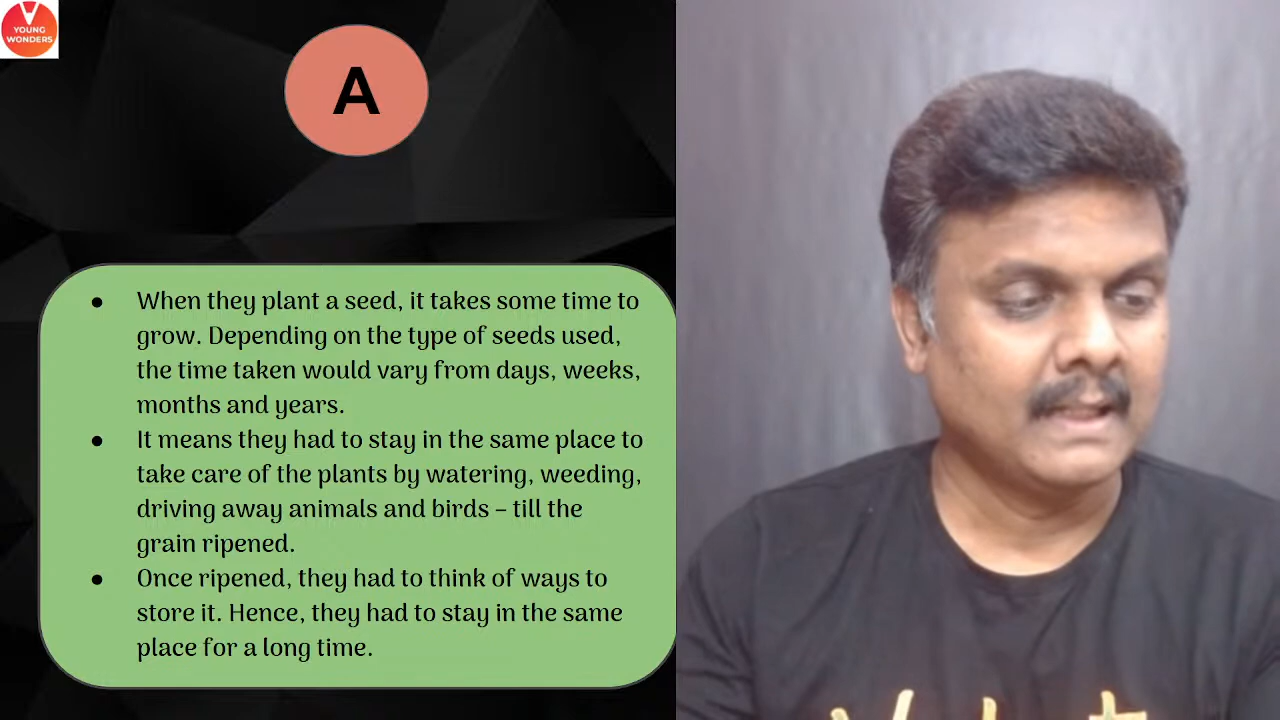 YOUNG
WONDERS
A
● When they plant a seed, it takes some time to
grow. Depending on the type of seeds used,
the time taken would vary from days, weeks,
months and years.
● It means they had to stay in the same place to
take care of the plants by watering, weeding,
driving away animals and birds – till the
grain ripened.
● Once ripened, they had to think of ways to
store it. Hence, they had to stay in the same
place for a long time.